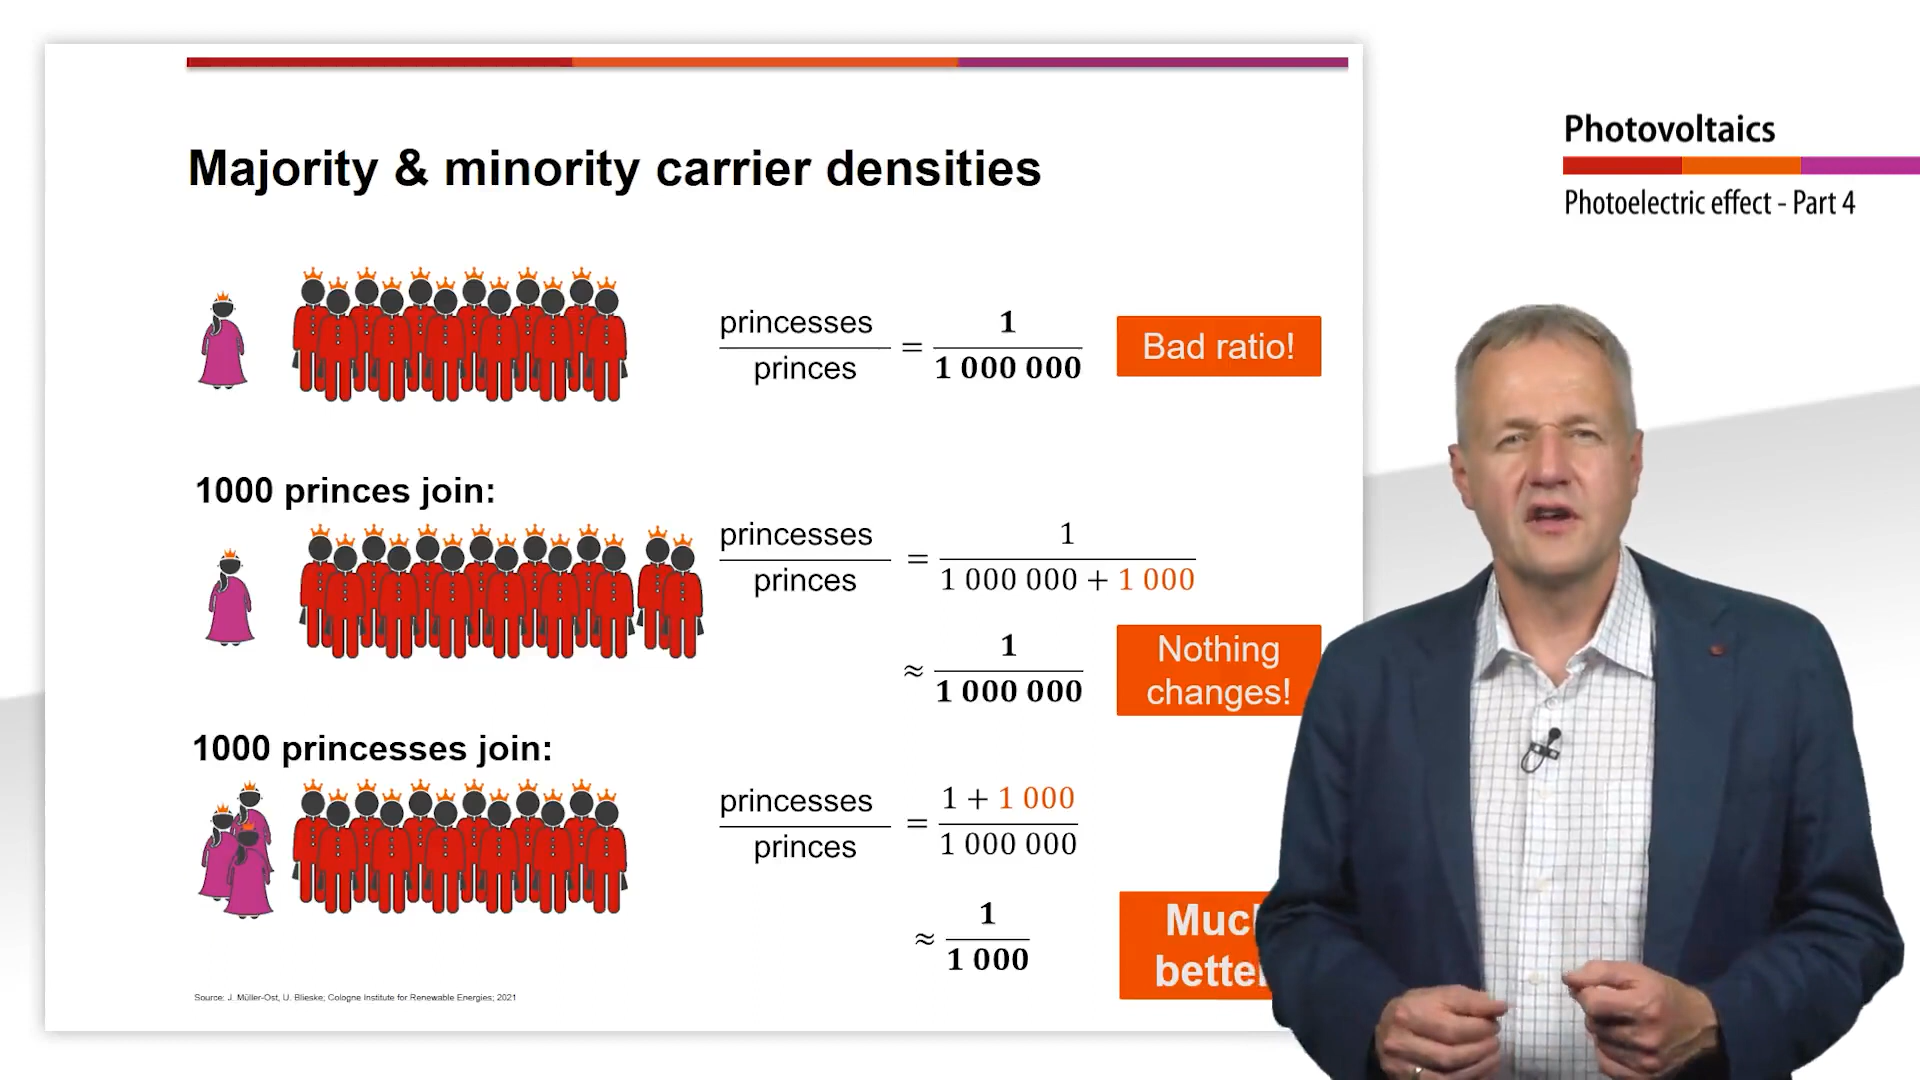 Majority & minority carrier densities
princesses
princes
=
1
1 000 000
Bad ratio!
1000 princes join:
princesses
princes
=
1
1 000 000 + 1 000
≈
1
1 000 000
Nothing
changes!
1000 princesses join:
princesses
princes
=
1 + 1 000
1 000 000
≈
1
1 000
Source: J. Müller-Ost, U. Blieske; Cologne Institute for Renewable Energies; 2021
Photovoltaics
Photoelectric effect - Part 4